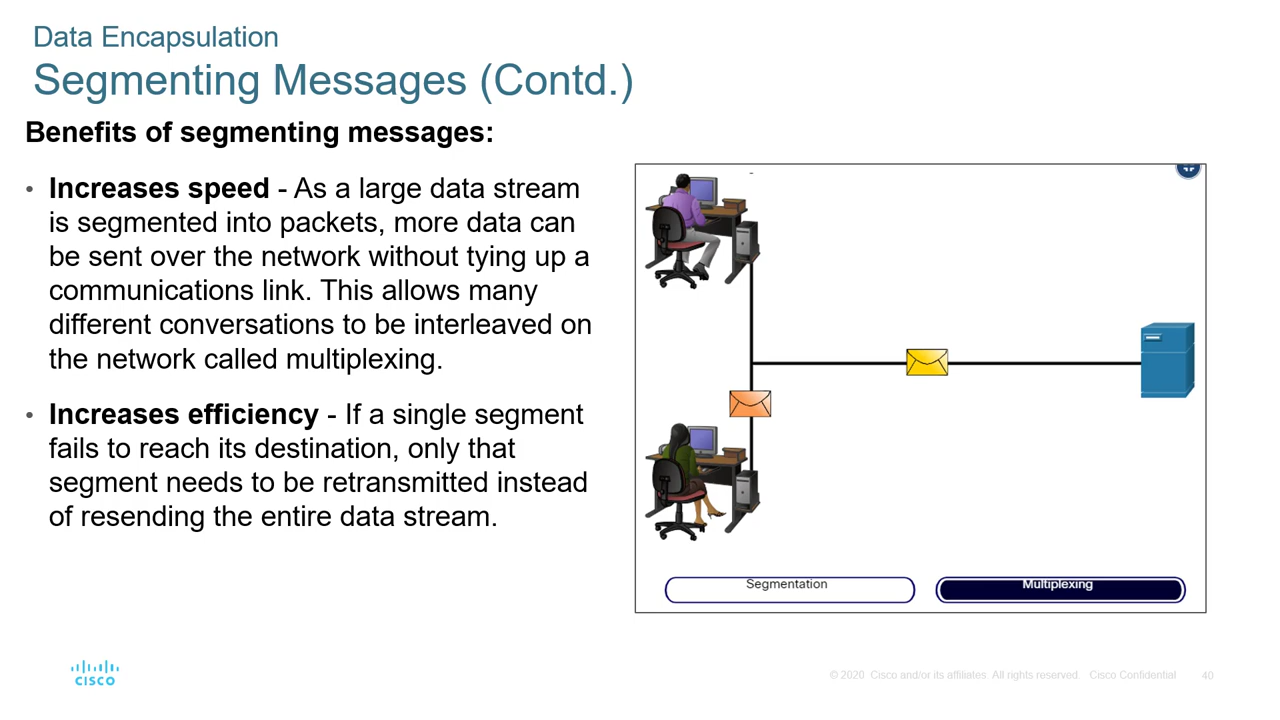 Data Encapsulation
Segmenting Messages (Contd.)
Benefits of segmenting messages:
• Increases speed - As a large data stream
is segmented into packets, more data can
be sent over the network without tying up a
communications link. This allows many
different conversations to be interleaved on
the network called multiplexing.
• Increases efficiency - If a single segment
fails to reach its destination, only that
segment needs to be retransmitted instead
of resending the entire data stream.
Segmentation
Multiplexing
CISCO
© 2020 Cisco and/or its affiliates. All rights reserved. Cisco Confidential
40